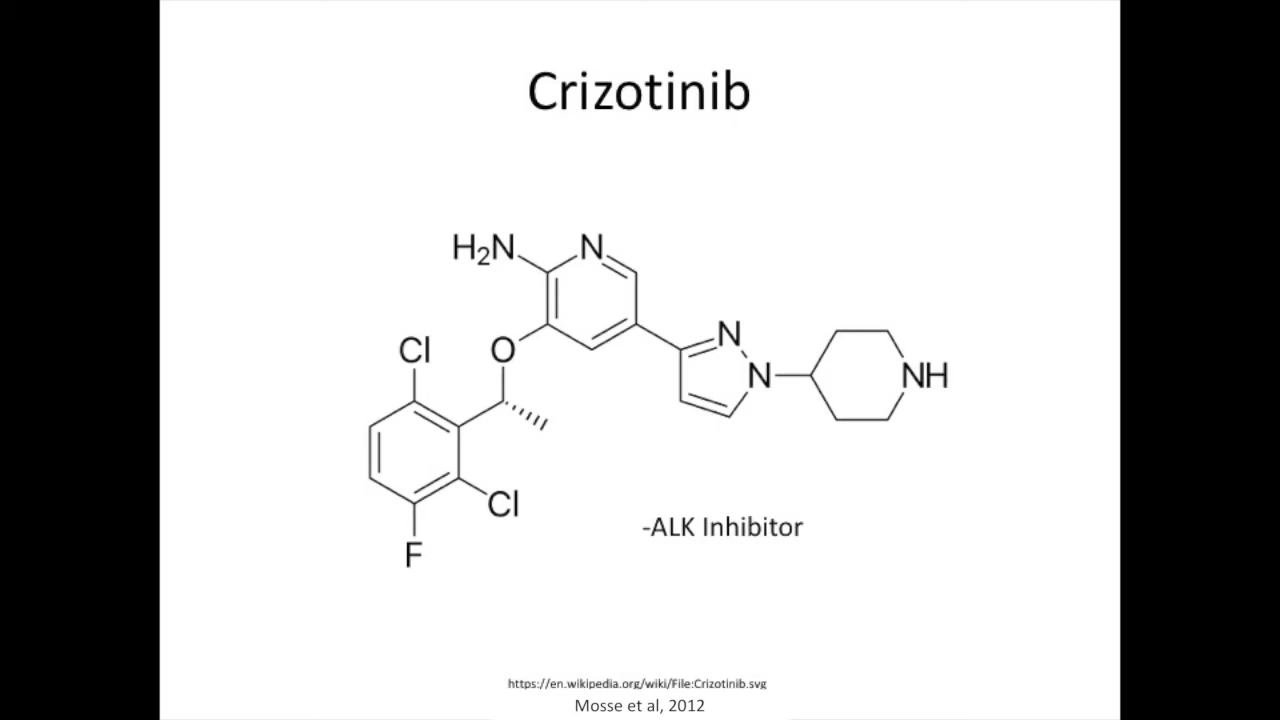 Crizotinib
H₂N
N
O
Cl
N
N
NH
Cl
F
-ALK Inhibitor
https://en.wikipedia.org/wiki/File:Crizotinib.svg
Mosse et al, 2012